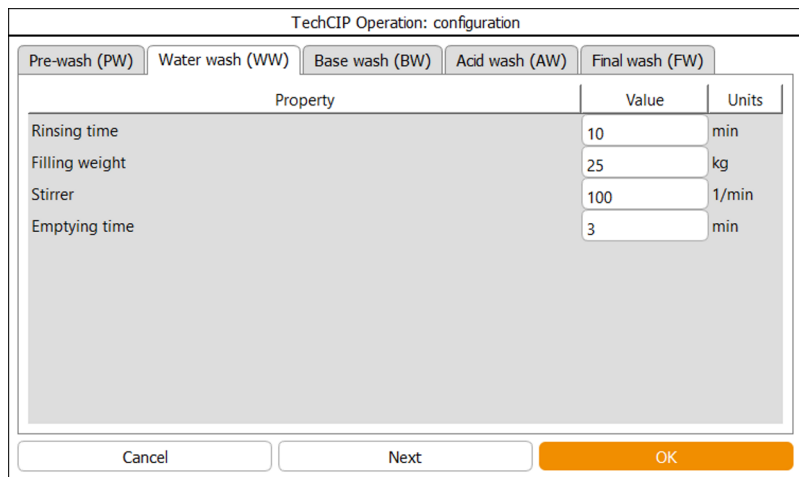 TechCIP Operation: configuration
Pre-wash (PW) Water wash (WW) Base wash (BW) Acid wash (AW) Final wash (FW)
Property Value Units
Rinsing time 10 min
Filling weight 25 kg
Stirrer 100 1/min
Emptying time 3 min
Cancel Next OK